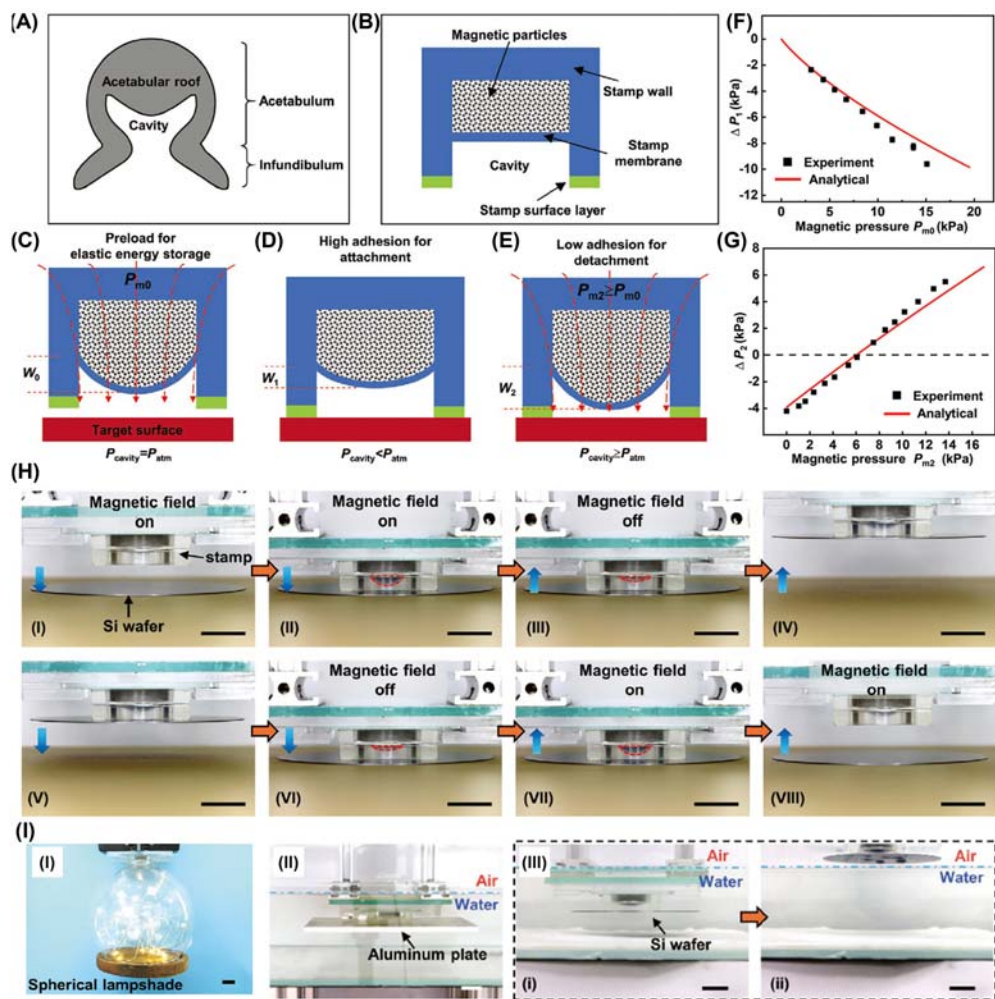 (A)
Acetabular roof
Cavity
Acetabulum
Infundibulum
(B)
Magnetic particles
Stamp wall
Stamp membrane
Cavity
Stamp surface layer
(C)
Preload for
elastic energy storage
Pm0
W0
Target surface
Pcavity=Patm
(D)
High adhesion for
attachment
W1
Pcavity<Patm
(E)
Low adhesion for
detachment
Pm2≥Pm0
W2
Pcavity≥Patm
(F)
Δ P1 (kPa)
0
-2
-4
-6
-8
-10
-12
Experiment
Analytical
0 5 10 15 20
Magnetic pressure Pm0 (kPa)
(G)
Δ P2 (kPa)
6
4
2
0
-2
-4
Experiment
Analytical
0 2 4 6 8 10 12 14 16
Magnetic pressure Pm2 (kPa)
(H)
Magnetic field
on
stamp
Si wafer
(I)
Magnetic field
on
(II)
Magnetic field
off
(III)
(IV)
(V)
Magnetic field
off
(VI)
Magnetic field
on
(VII)
Magnetic field
on
(VIII)
(I)
(I)
Spherical lampshade
(II)
Air
Water
Aluminum plate
(III)
Air
Water
Si wafer
(i)
Air
Water
(ii)